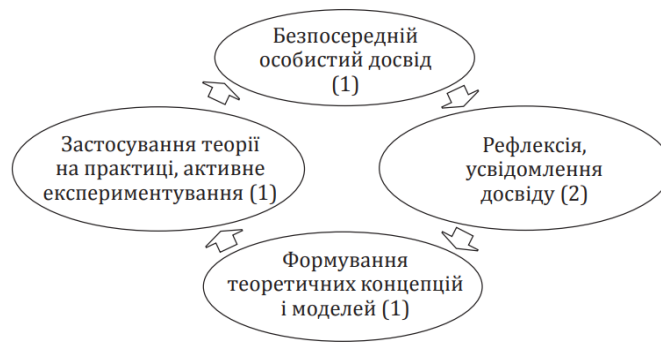 Безпосередній
особистий досвід
(1)
Застосування теорії
на практиці, активне
експериментування (1)
Рефлексія,
усвідомлення
досвіду (2)
Формування
теоретичних концепцій
і моделей (1)